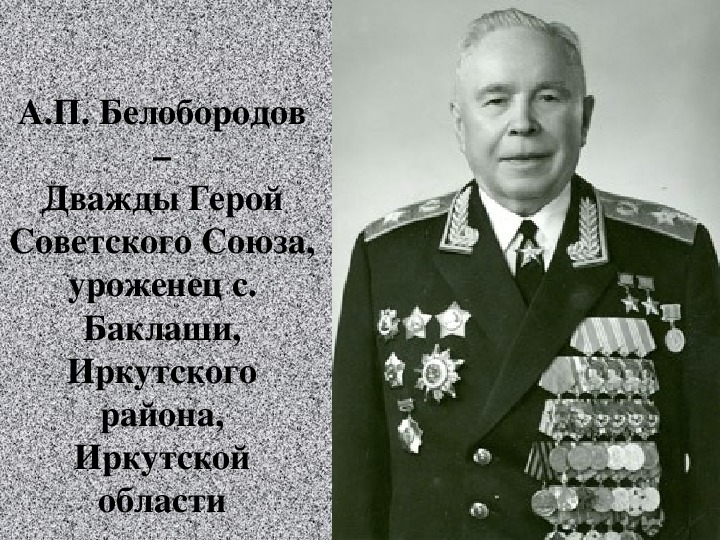 А.П. Белобородов
–
Дважды Герой
Советского Союза,
уроженец с.
Баклаши,
Иркутского
района,
Иркутской
области